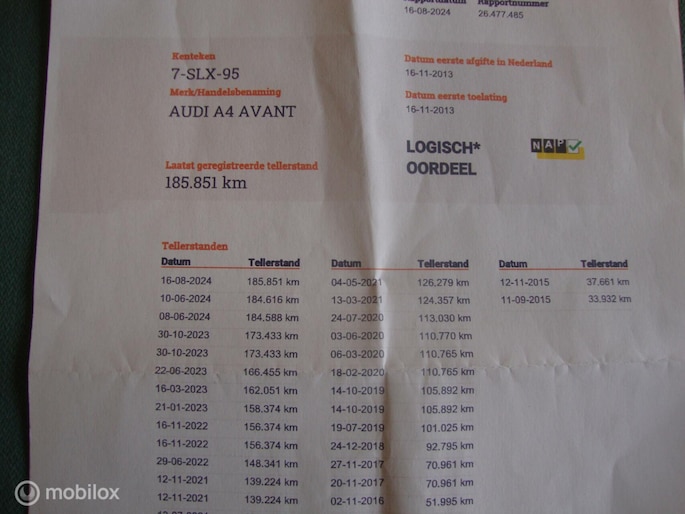 Rapportdatum Rapportnummer
16-08-2024 26.477.485
Kenteken
7-SLX-95
Merk/Handelsbenaming
AUDI A4 AVANT
Datum eerste afgifte in Nederland
16-11-2013
Datum eerste toelating
16-11-2013
LOGISCH*
OORDEEL
NAP
Laatst geregistreerde tellerstand
185.851 km
Tellerstanden
Datum Tellerstand Datum Tellerstand Datum Tellerstand
16-08-2024 185.851 km 04-05-2021 126.279 km 12-11-2015 37.661 km
10-06-2024 184.616 km 13-03-2021 124.357 km 11-09-2015 33.932 km
08-06-2024 184.588 km 24-07-2020 113.030 km
30-10-2023 173.433 km 03-06-2020 110.770 km
30-10-2023 173.433 km 06-03-2020 110.765 km
22-06-2023 166.455 km 18-02-2020 110.765 km
16-03-2023 162.051 km 14-10-2019 105.892 km
21-01-2023 158.374 km 14-10-2019 105.892 km
16-11-2022 156.374 km 19-07-2019 101.025 km
16-11-2022 156.374 km 24-12-2018 92.795 km
29-06-2022 148.341 km 27-11-2017 70.961 km
12-11-2021 139.224 km 20-11-2017 70.961 km
12-11-2021 139.224 km 02-11-2016 51.995 km
mobilox